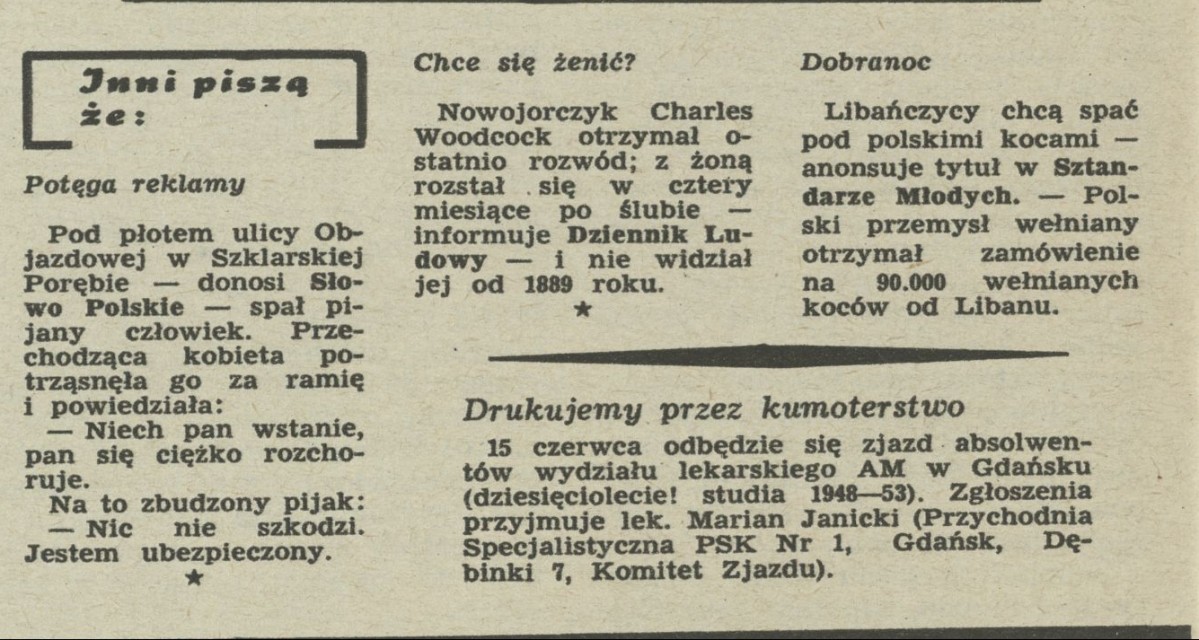 Inni piszą
że:
Potęga reklamy
Pod płotem ulicy Ob-
jazdowej w Szklarskiej
Porębie — donosi Sło-
wo Polskie — spał pi-
jany człowiek. Prze-
chodząca kobieta po-
trząsnęła go za ramię
i powiedziała:
— Niech pan wstanie,
pan się ciężko rozcho-
ruje.
Na to zbudzony pijak:
— Nic nie szkodzi.
Jestem ubezpieczony.
★
Chce się żenić?
Nowojorczyk Charles
Woodcock otrzymał o-
statnio rozwód; z żoną
rozstał się w cztery
miesiące po ślubie —
informuje Dziennik Lu-
dowy — i nie widział
jej od 1889 roku.
★
Dobranoc
Libańczycy chcą spać
pod polskimi kocami —
anonsuje tytuł w Sztan-
darze Młodych. — Pol-
ski przemysł wełniany
otrzymał zamówienie
na 90.000 wełnianych
koców od Libanu.
Drukujemy przez kumoterstwo
15 czerwca odbędzie się zjazd absolwen-
tów wydziału lekarskiego AM w Gdańsku
(dziesięciolecie! studia 1948—53). Zgłoszenia
przyjmuje lek. Marian Janicki (Przychodnia
Specjalistyczna PSK Nr 1, Gdańsk, Dę-
binki 7, Komitet Zjazdu).